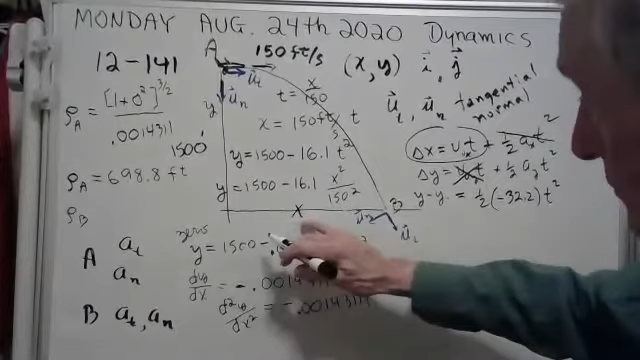 MONDAY AUG. 24th 2020 Dynamics
12-141
A 150 ft/s (x, y) i, j
u_t
u_n
y
t = x/150
u_t, u_n tangential normal
ρ_A = [1+0²]^3/2 / .0014311
x = 150 ft/s t
Δx = v_x t + 1/2 a_x t²
1500'
y = 1500 - 16.1 t²
Δy = v_y t + 1/2 a_y t²
ρ_A = 698.8 ft
y = 1500 - 16.1 x²/150²
y - y. = 1/2 (-32.2) t²
ρ_B
x
B
u_n
u_t
zero
A a_t
y = 1500 -
a_n
dy/dx = - .0014311
B a_t, a_n
d²y/dx² = - .0014311